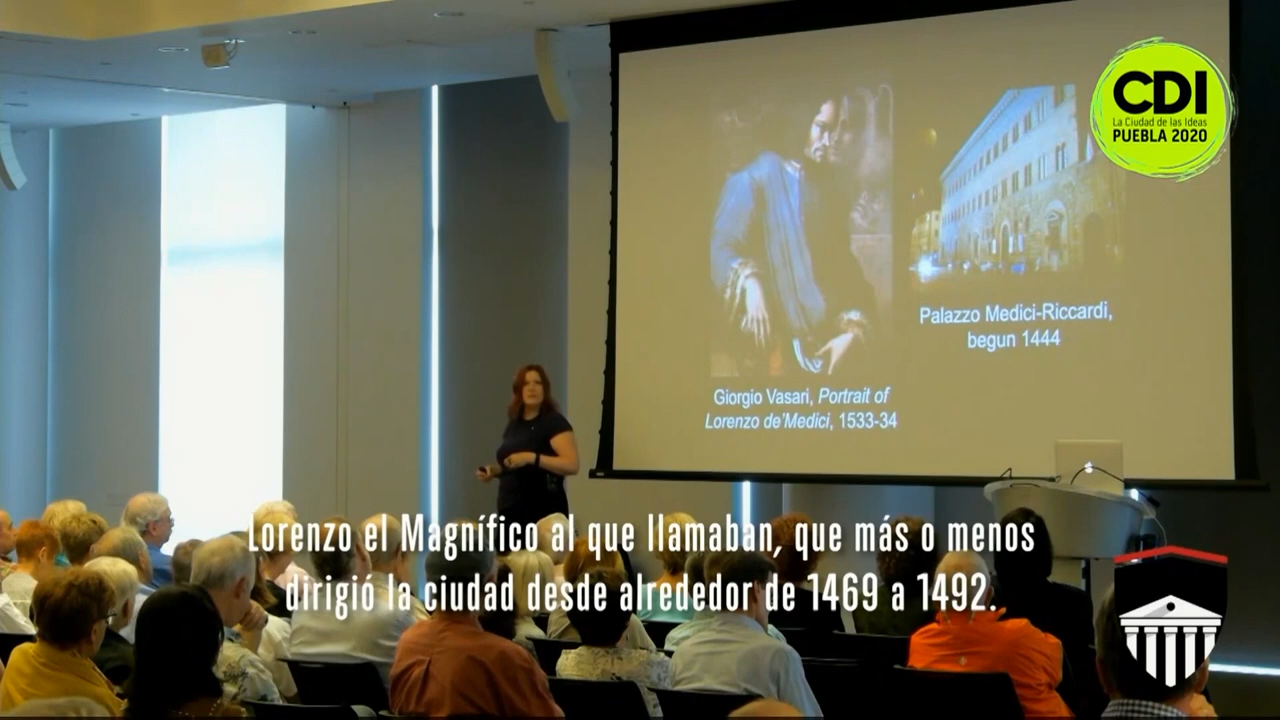 CDI
La Ciudad de las Ideas
PUEBLA 2020
Palazzo Medici-Riccardi,
begun 1444
Giorgio Vasari, Portrait of
Lorenzo de'Medici, 1533-34
Lorenzo el Magnífico al que llamaban, que más o menos
dirigió la ciudad desde alrededor de 1469 a 1492.